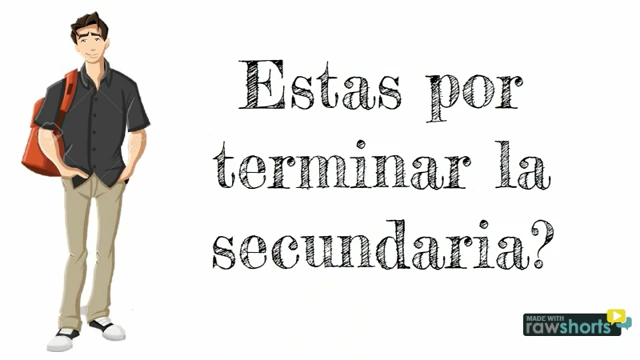 Estas por
terminar la
secundaria?
MADE WITH
rawshorts